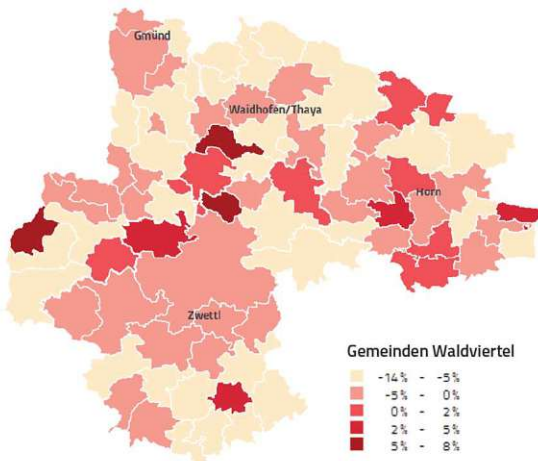 Gmünd
Waidhofen/Thaya
Horn
Zwettl
Gemeinden Waldviertel
-14% - -5%
-5% - 0%
0% - 2%
2% - 5%
5% - 8%